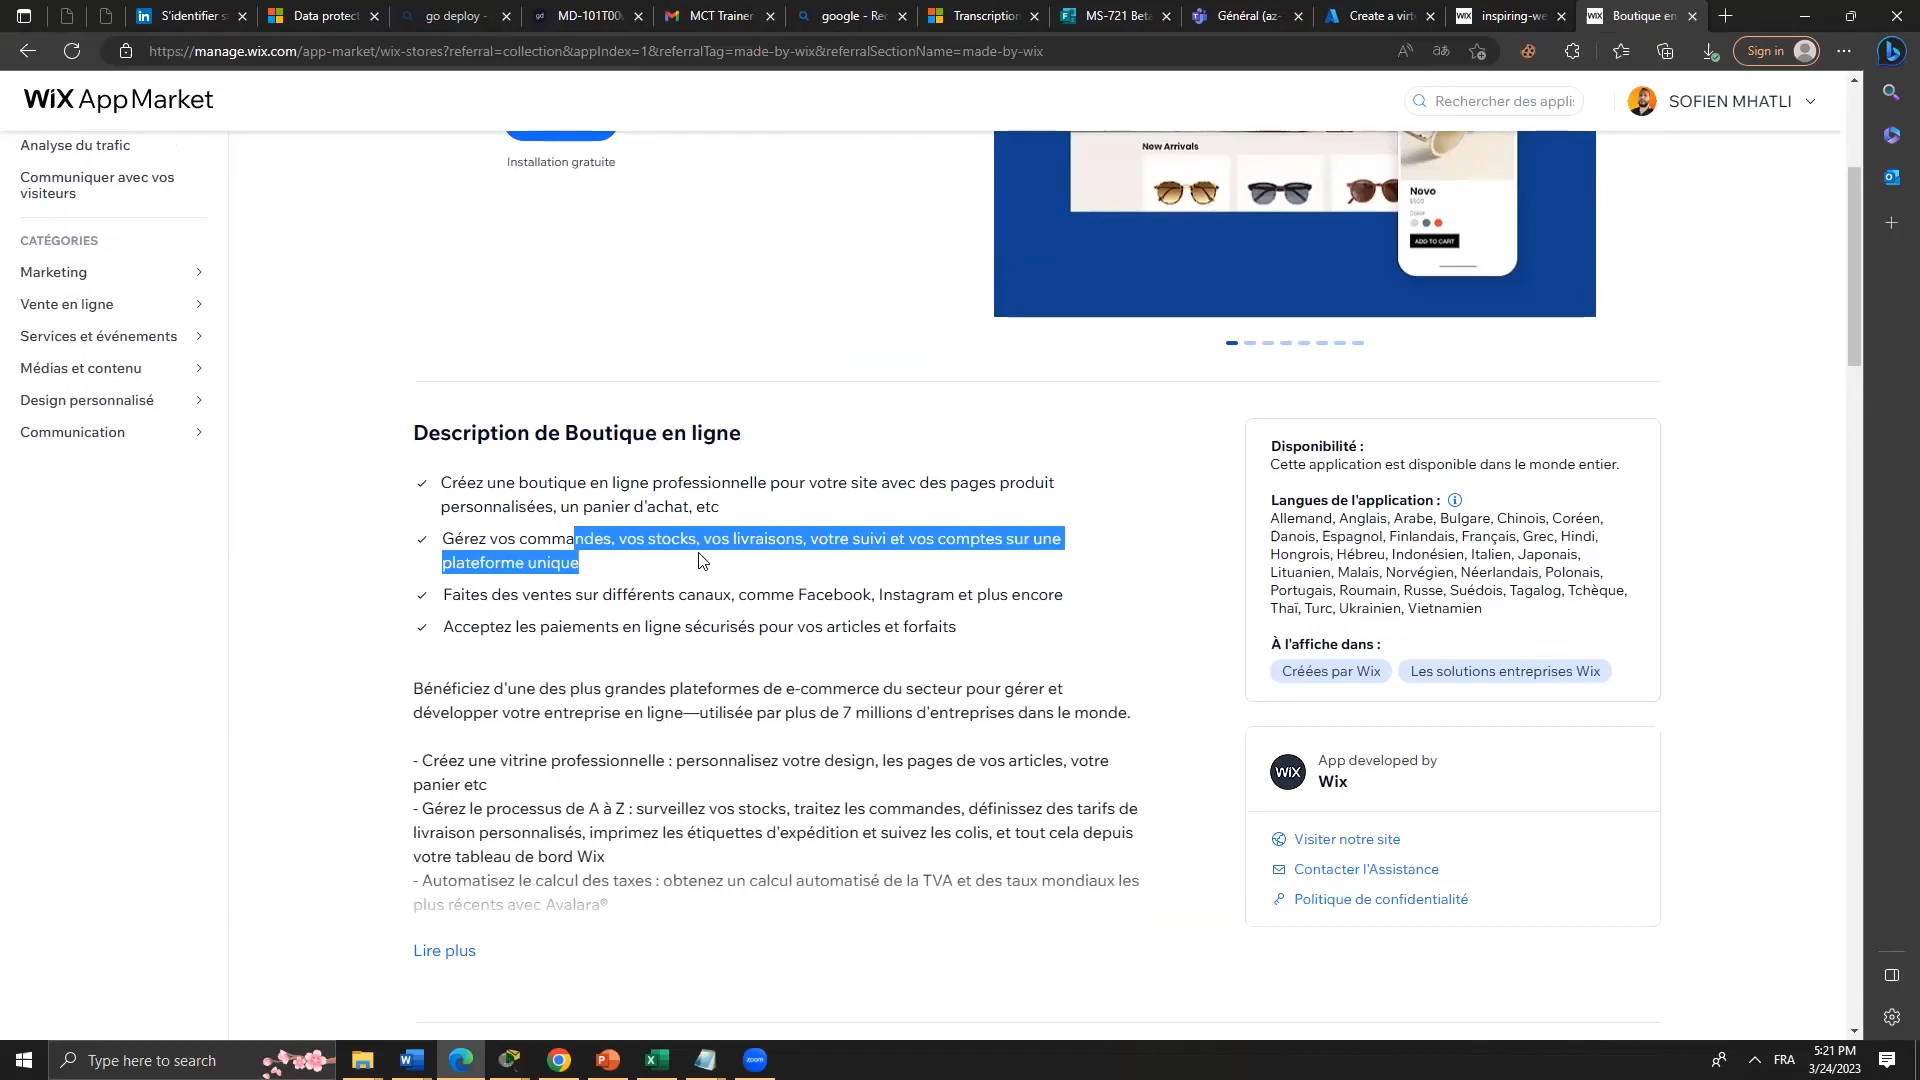 S'identifier s
Data protect
go deploy -
MD-101T00
MCT Trainer
google - Rec
Transcription
MS-721 Beta
Général (az-
Create a virt
inspiring-we
Boutique en
https://manage.wix.com/app-market/wix-stores?referral=collection&appIndex=1&referralTag=made-by-wix&referralSectionName=made-by-wix
Sign in
WiX App Market
Rechercher des appli
SOFIEN MHATLI
Analyse du trafic
Communiquer avec vos
visiteurs
CATÉGORIES
Marketing
Vente en ligne
Services et événements
Médias et contenu
Design personnalisé
Communication
Installation gratuite
New Arrivals
Novo
$500
Color
ADD TO CART
Description de Boutique en ligne
Créez une boutique en ligne professionnelle pour votre site avec des pages produit
personnalisées, un panier d'achat, etc
Gérez vos commandes, vos stocks, vos livraisons, votre suivi et vos comptes sur une
plateforme unique
Faites des ventes sur différents canaux, comme Facebook, Instagram et plus encore
Acceptez les paiements en ligne sécurisés pour vos articles et forfaits
Bénéficiez d'une des plus grandes plateformes de e-commerce du secteur pour gérer et
développer votre entreprise en ligne—utilisée par plus de 7 millions d'entreprises dans le monde.
- Créez une vitrine professionnelle : personnalisez votre design, les pages de vos articles, votre
panier etc
- Gérez le processus de A à Z : surveillez vos stocks, traitez les commandes, définissez des tarifs de
livraison personnalisés, imprimez les étiquettes d'expédition et suivez les colis, et tout cela depuis
votre tableau de bord Wix
- Automatisez le calcul des taxes : obtenez un calcul automatisé de la TVA et des taux mondiaux les
plus récents avec Avalara®
Lire plus
Disponibilité :
Cette application est disponible dans le monde entier.
Langues de l'application :
Allemand, Anglais, Arabe, Bulgare, Chinois, Coréen,
Danois, Espagnol, Finlandais, Français, Grec, Hindi,
Hongrois, Hébreu, Indonésien, Italien, Japonais,
Lituanien, Malais, Norvégien, Néerlandais, Polonais,
Portugais, Roumain, Russe, Suédois, Tagalog, Tchèque,
Thaï, Turc, Ukrainien, Vietnamien
À l'affiche dans :
Créées par Wix
Les solutions entreprises Wix
WiX
App developed by
Wix
Visiter notre site
Contacter l'Assistance
Politique de confidentialité
Type here to search
zoom
FRA
5:21 PM
3/24/2023